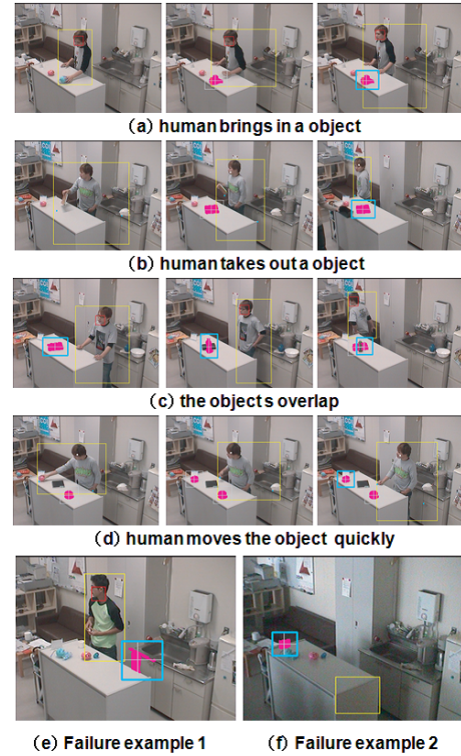 (a) human brings in a object
(b) human takes out a object
(c) the object s overlap
(d) human moves the object quickly
(e) Failure example 1
(f) Failure example 2